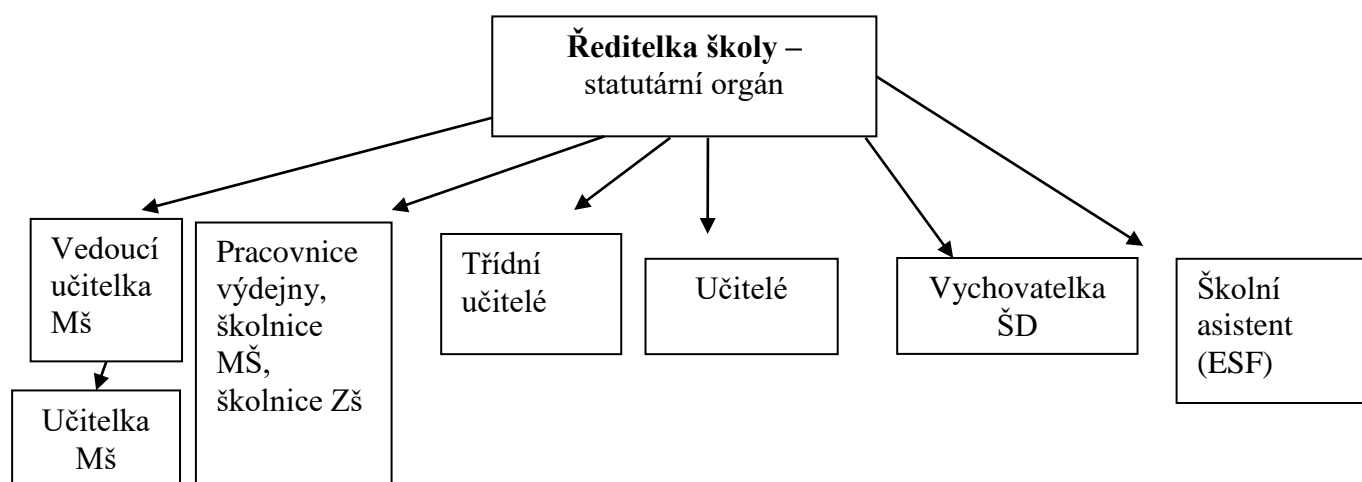 Ředitelka školy –
statutární orgán
Vedoucí
učitelka
Mš
Učitelka
Mš
Pracovnice
výdejny,
školnice
MŠ,
školnice Zš
Třídní
učitelé
Učitelé
Vychovatelka
ŠD
Školní
asistent
(ESF)